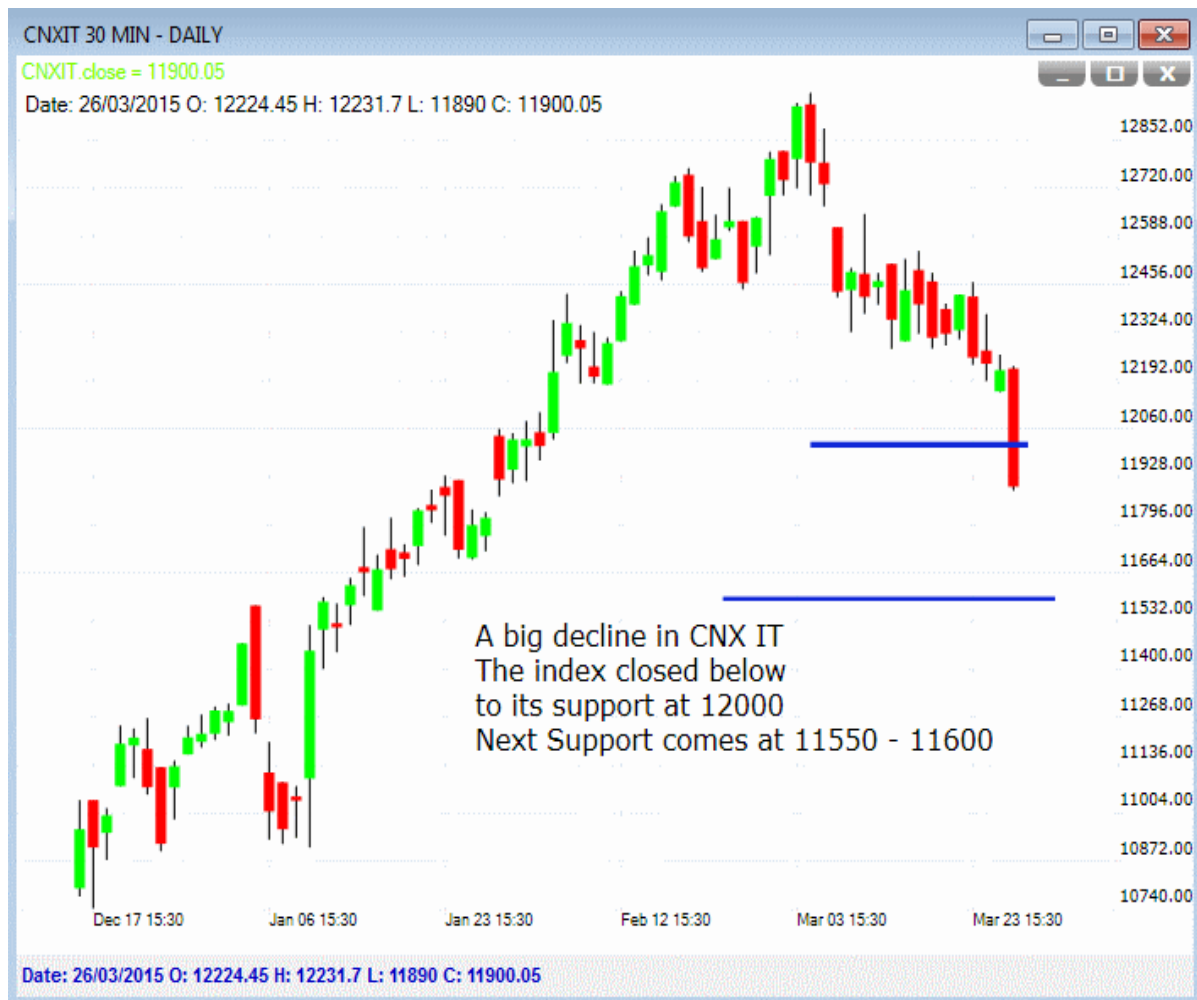 CNXIT 30 MIN - DAILY
CNXIT.close = 11900.05
Date: 26/03/2015 O: 12224.45 H: 12231.7 L: 11890 C: 11900.05
12852.00
12720.00
12588.00
12456.00
12324.00
12192.00
12060.00
11928.00
11796.00
11664.00
11532.00
11400.00
11268.00
11136.00
11004.00
10872.00
10740.00
A big decline in CNX IT
The index closed below
to its support at 12000
Next Support comes at 11550 - 11600
Dec 17 15:30 Jan 06 15:30 Jan 23 15:30 Feb 12 15:30 Mar 03 15:30 Mar 23 15:30
Date: 26/03/2015 O: 12224.45 H: 12231.7 L: 11890 C: 11900.05